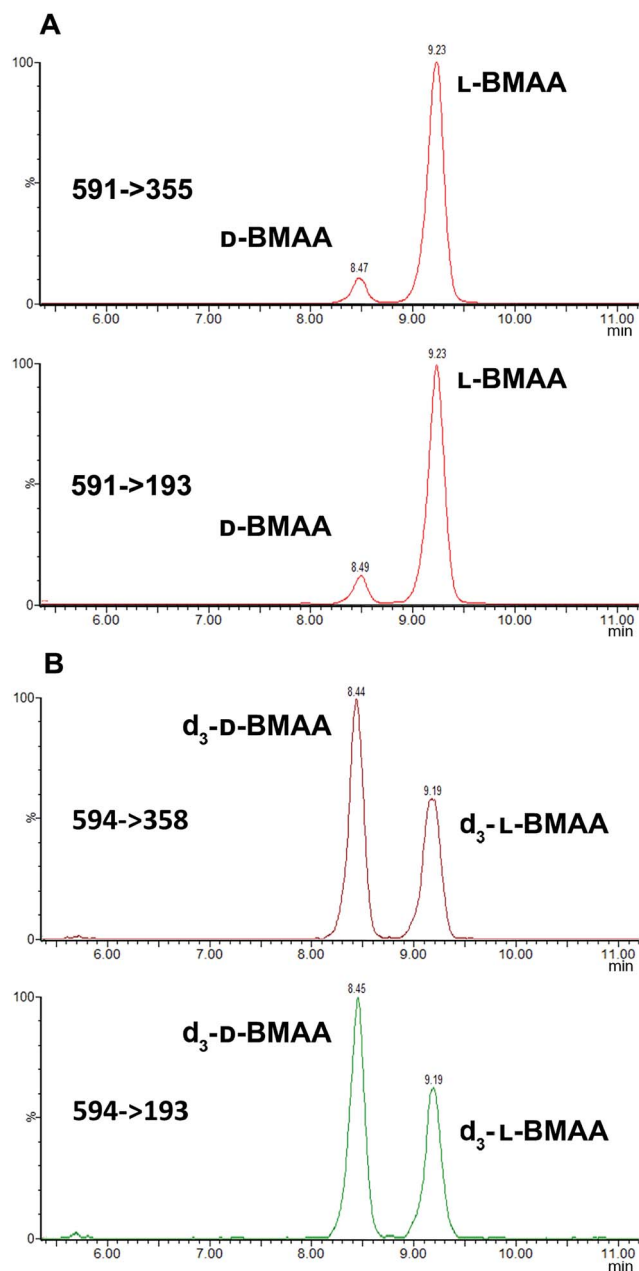 A
100
9.23
L-BMAA
591->355
%
D-BMAA
8.47
0
6.00 7.00 8.00 9.00 10.00 11.00
min
100
9.23
L-BMAA
591->193
%
D-BMAA
8.49
0
6.00 7.00 8.00 9.00 10.00 11.00
min
B
100
8.44
d3-D-BMAA
9.19
594->358
%
d3-L-BMAA
0
6.00 7.00 8.00 9.00 10.00 11.00
min
100
8.45
d3-D-BMAA
9.19
594->193
%
d3-L-BMAA
0
6.00 7.00 8.00 9.00 10.00 11.00
min